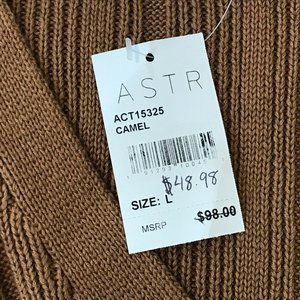 ASTR
ACT15325
CAMEL
$48.98
SIZE: L
MSRP $98.00